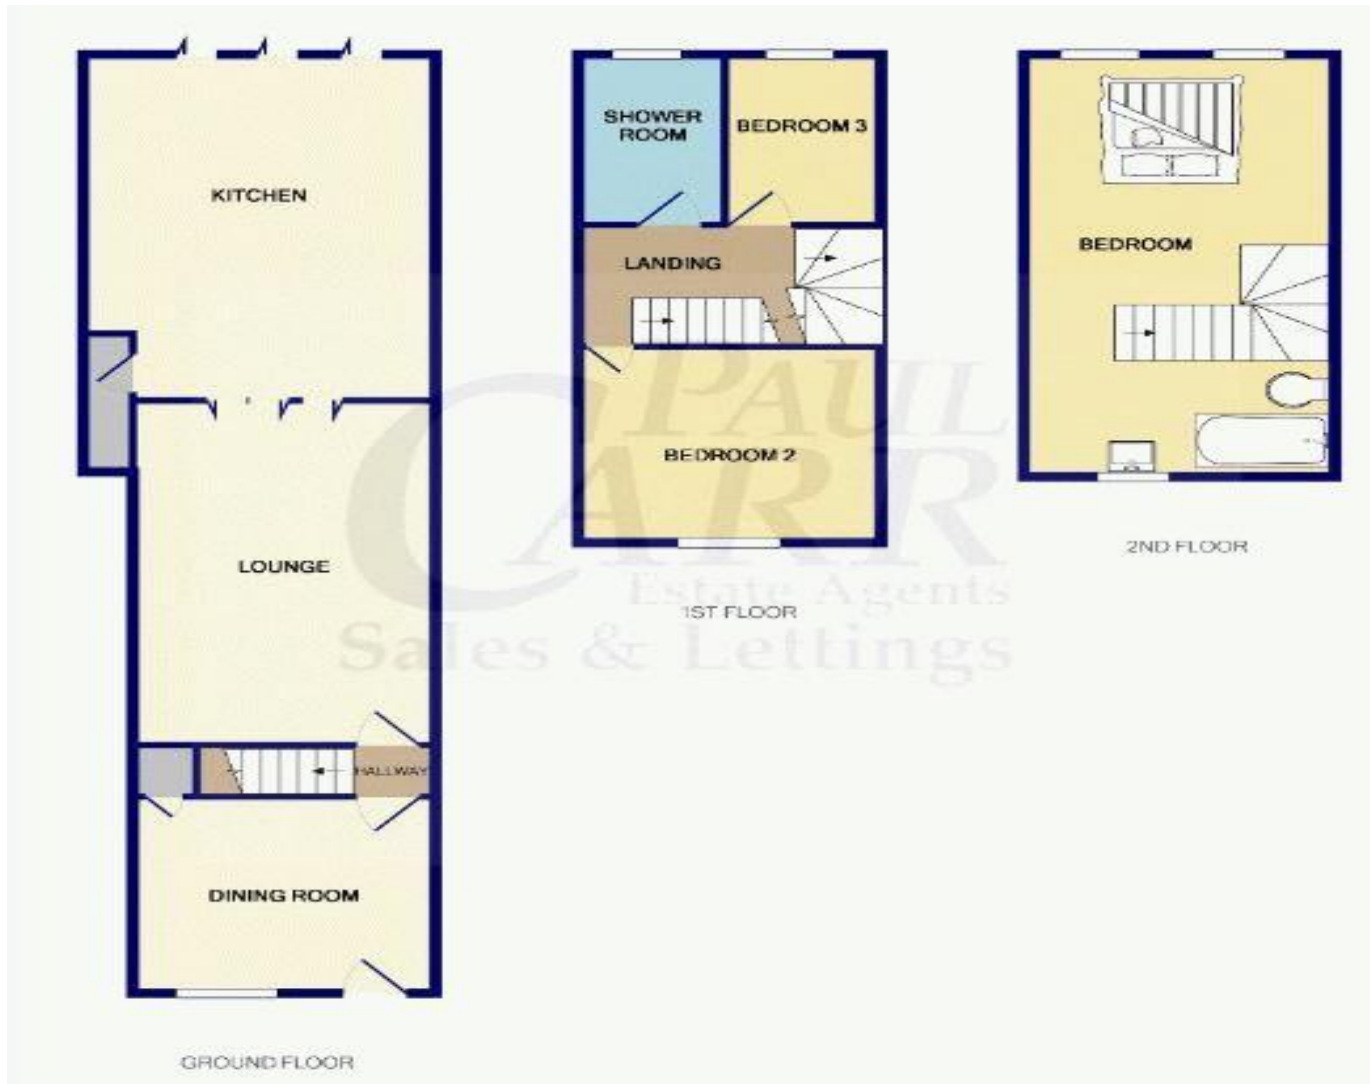 KITCHEN
LOUNGE
HALLWAY
DINING ROOM
GROUND FLOOR
SHOWER
ROOM
BEDROOM 3
LANDING
BEDROOM 2
1ST FLOOR
BEDROOM
2ND FLOOR
PAUL
CARR
Estate Agents
Sales & Lettings